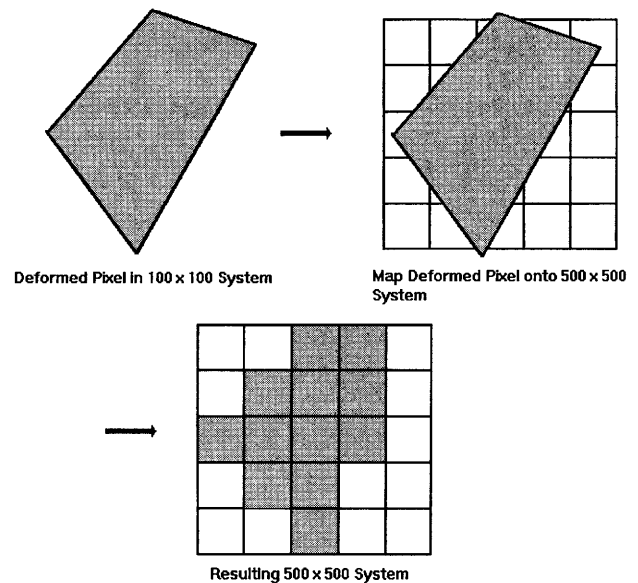 Deformed Pixel in 100 x 100 System
Map Deformed Pixel onto 500 x 500
System
Resulting 500 x 500 System